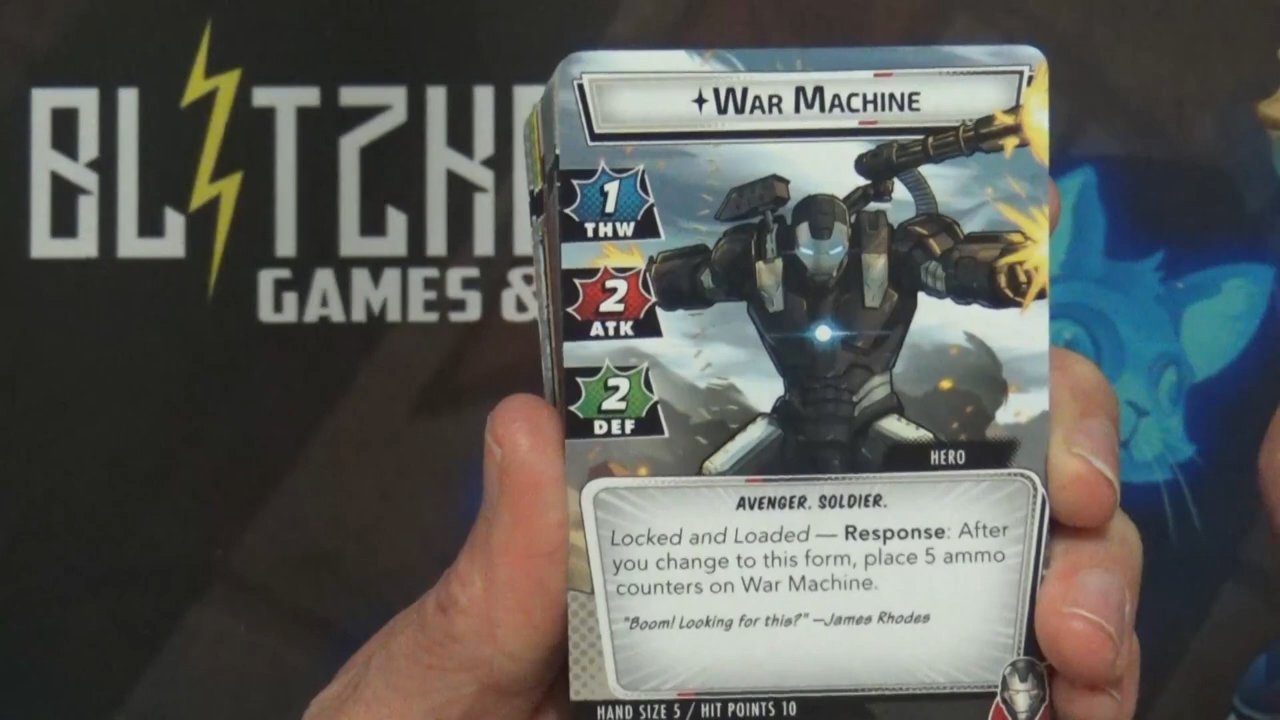 BLITZK
GAMES &
WAR MACHINE
1
THW
2
ATK
2
DEF
HERO
AVENGER. SOLDIER.
Locked and Loaded — Response: After
you change to this form, place 5 ammo
counters on War Machine.
"Boom! Looking for this?" —James Rhodes
HAND SIZE 5 / HIT POINTS 10